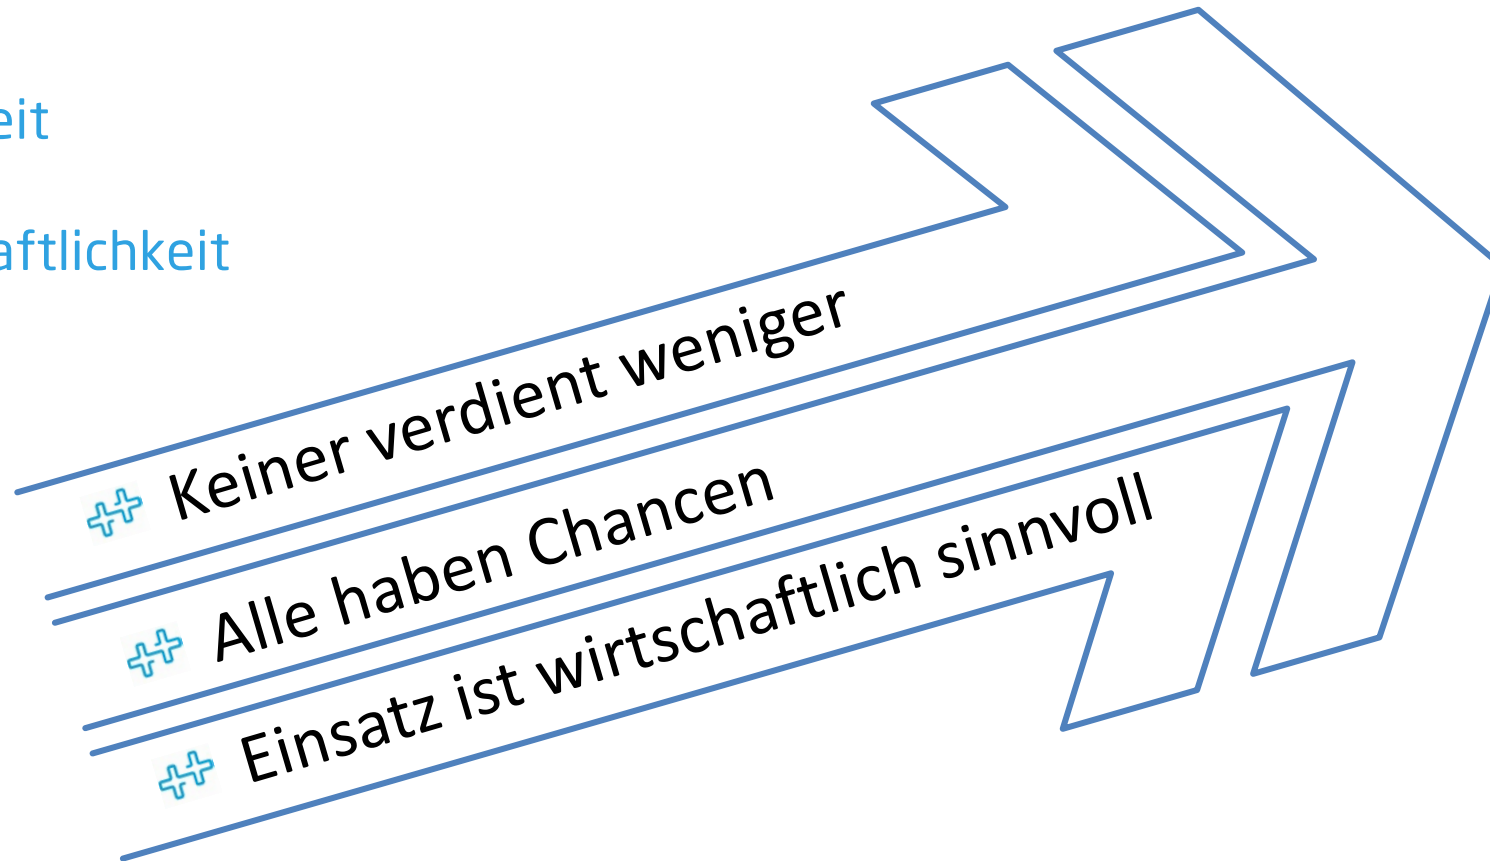 eit
aftlichkeit
Keiner verdient weniger
Alle haben Chancen
Einsatz ist wirtschaftlich sinnvoll